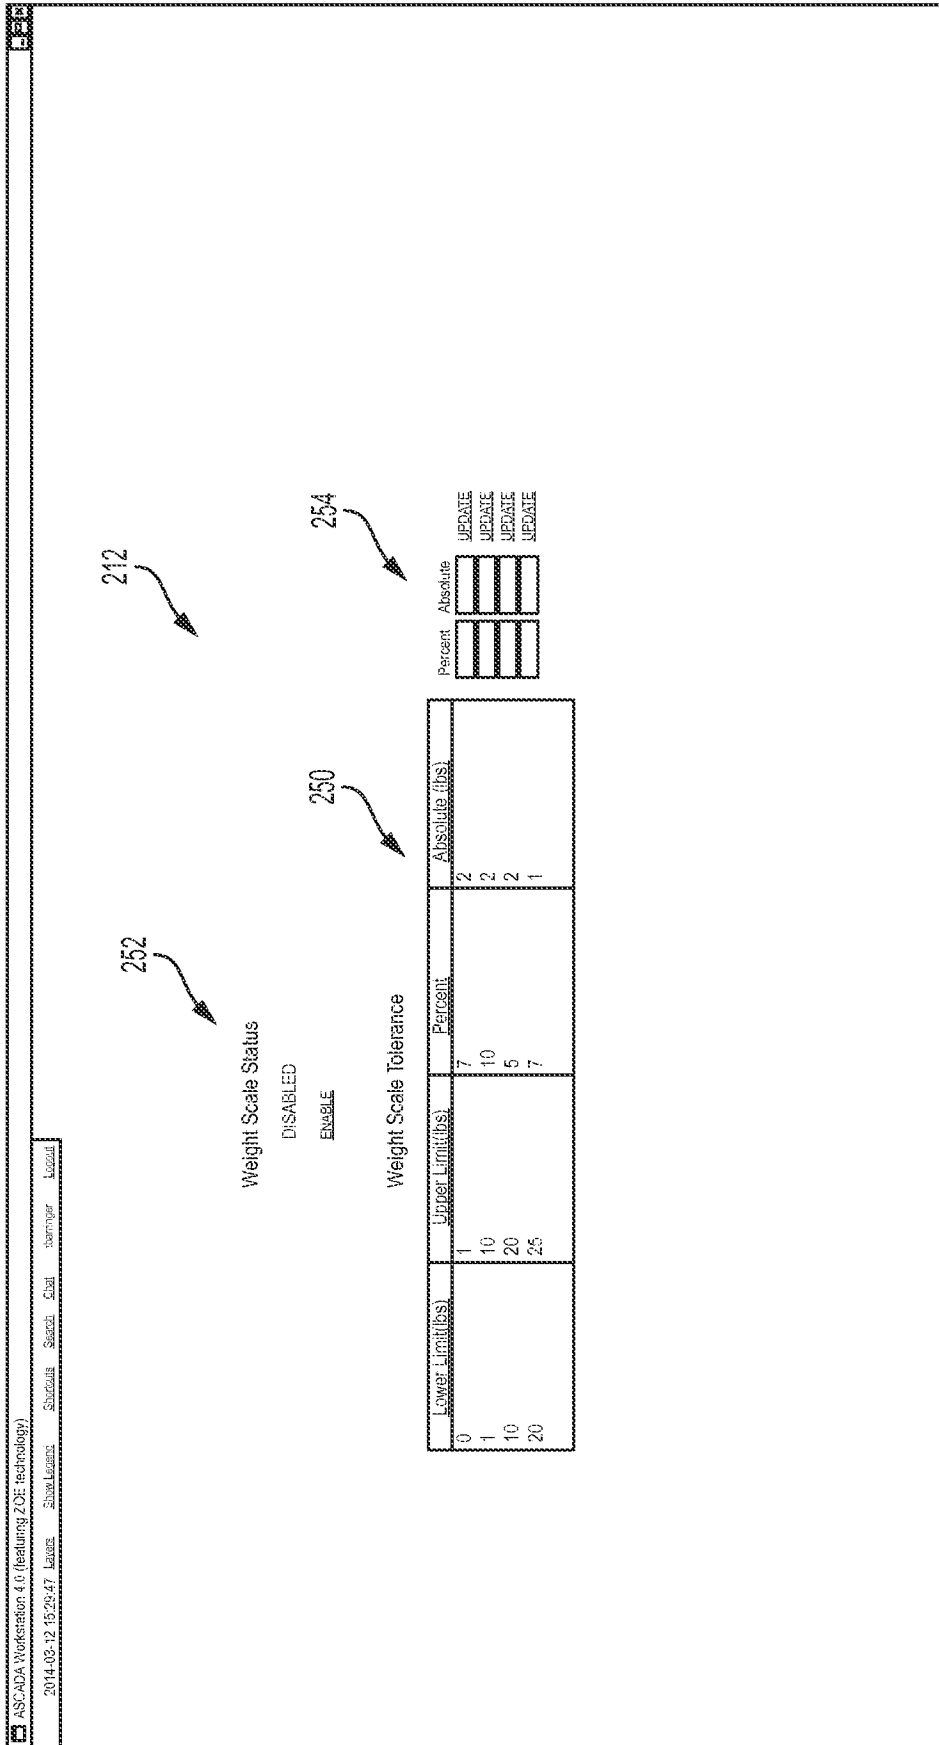 ASCADA Workstation 4.0 (featuring ZOE technology)
2014-03-12 15:29:47 Layers Show Legend Shortcuts Search Chat Logout
212
252
Weight Scale Status
DISABLED
ENABLE
250
254
Weight Scale Tolerance
Lower Limit(lbs) Upper Limit(lbs) Percent Absolute (lbs) Percent Absolute
0 1 7 2 UPDATE
1 10 10 2 UPDATE
10 20 5 2 UPDATE
20 25 7 1 UPDATE